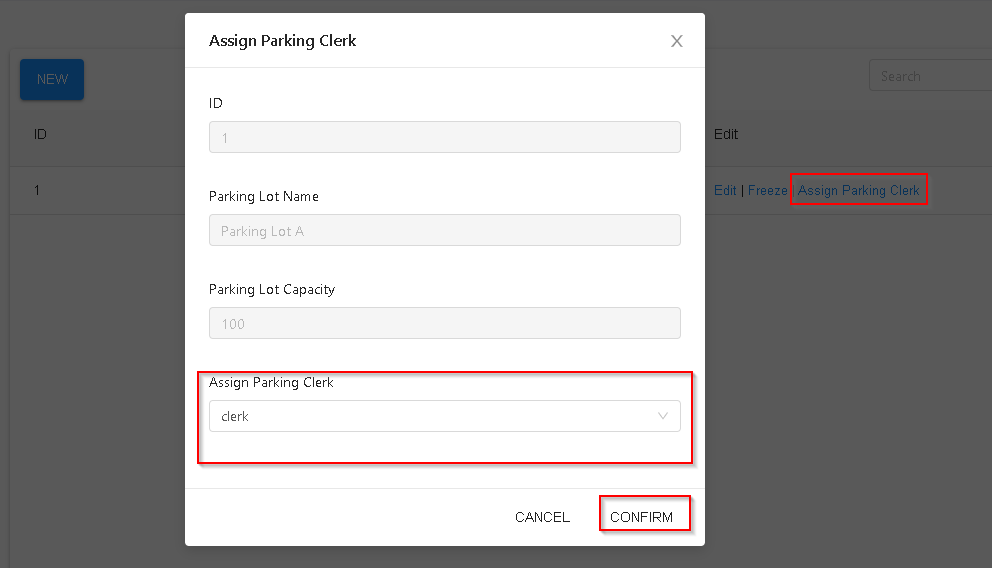 Assign Parking Clerk
X
NEW
Search
ID
ID
Edit
1
Parking Lot Name
1
Edit | Freeze | Assign Parking Clerk
Parking Lot A
Parking Lot Capacity
100
Assign Parking Clerk
clerk
CANCEL
CONFIRM